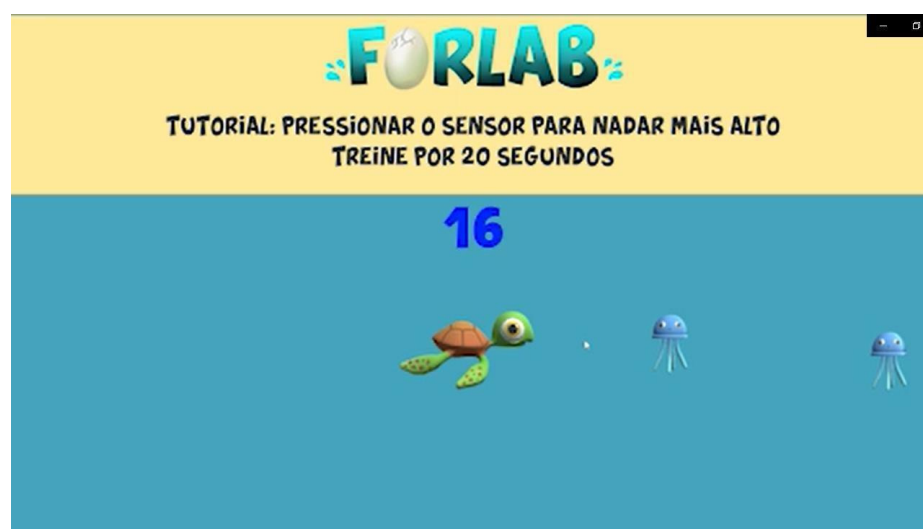 FORLAB
TUTORiAL: PRESSiONAR O SENSOR PARA NADAR MAiS ALTO
TREiNE POR 20 SEGUNDOS
16